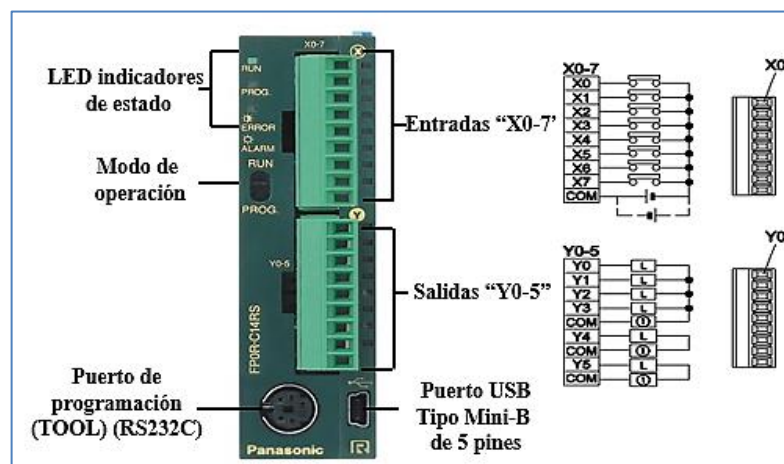 LED indicadores
de estado
Modo de
operación
Puerto de
programación
(TOOL) (RS232C)
X0-7
X
RUN
PROG.
ERROR
ALARM
RUN
PROG.
Y
Y0-5
FP0R-C14RS
Panasonic
R
Entradas “X0-7’
Salidas “Y0-5”
Puerto USB
Tipo Mini-B
de 5 pines
X0-7
X0
X1
X2
X3
X4
X5
X6
X7
COM
X0
Y0-5
Y0 L
Y1 L
Y2 L
Y3 L
COM ①
Y4 L
COM ①
Y5 L
COM ①
Y0